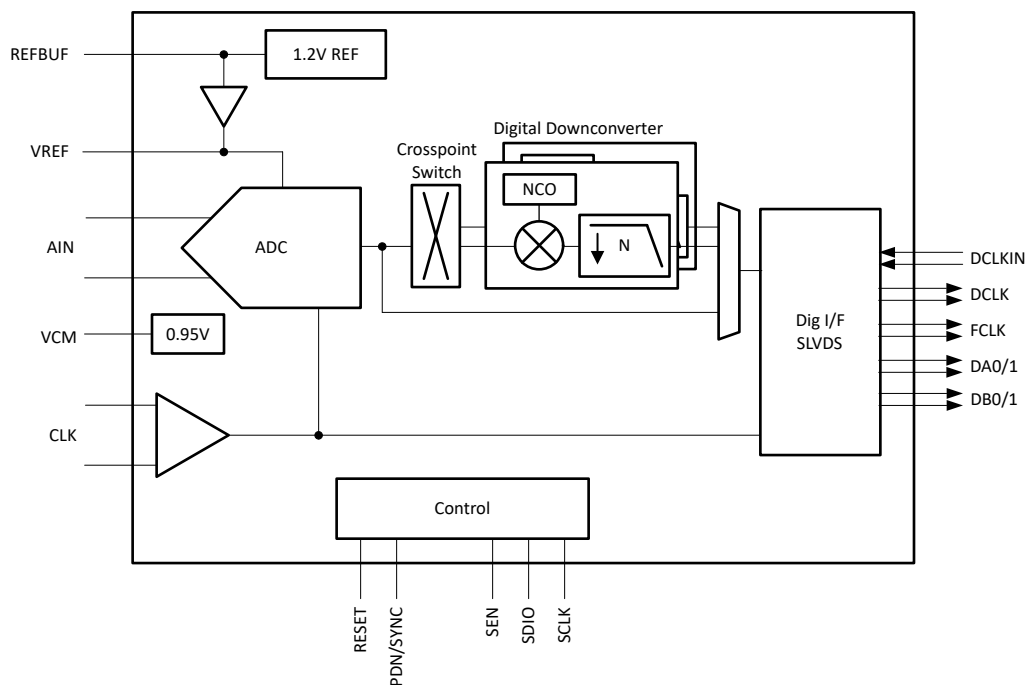 REFBUF
1.2V REF
VREF
Digital Downconverter
Crosspoint
Switch
NCO
AIN
ADC
N
DCLKIN
DCLK
VCM
0.95V
Dig I/F
SLVDS
FCLK
DA0/1
DB0/1
CLK
Control
RESET
PDN/SYNC
SEN
SDIO
SCLK